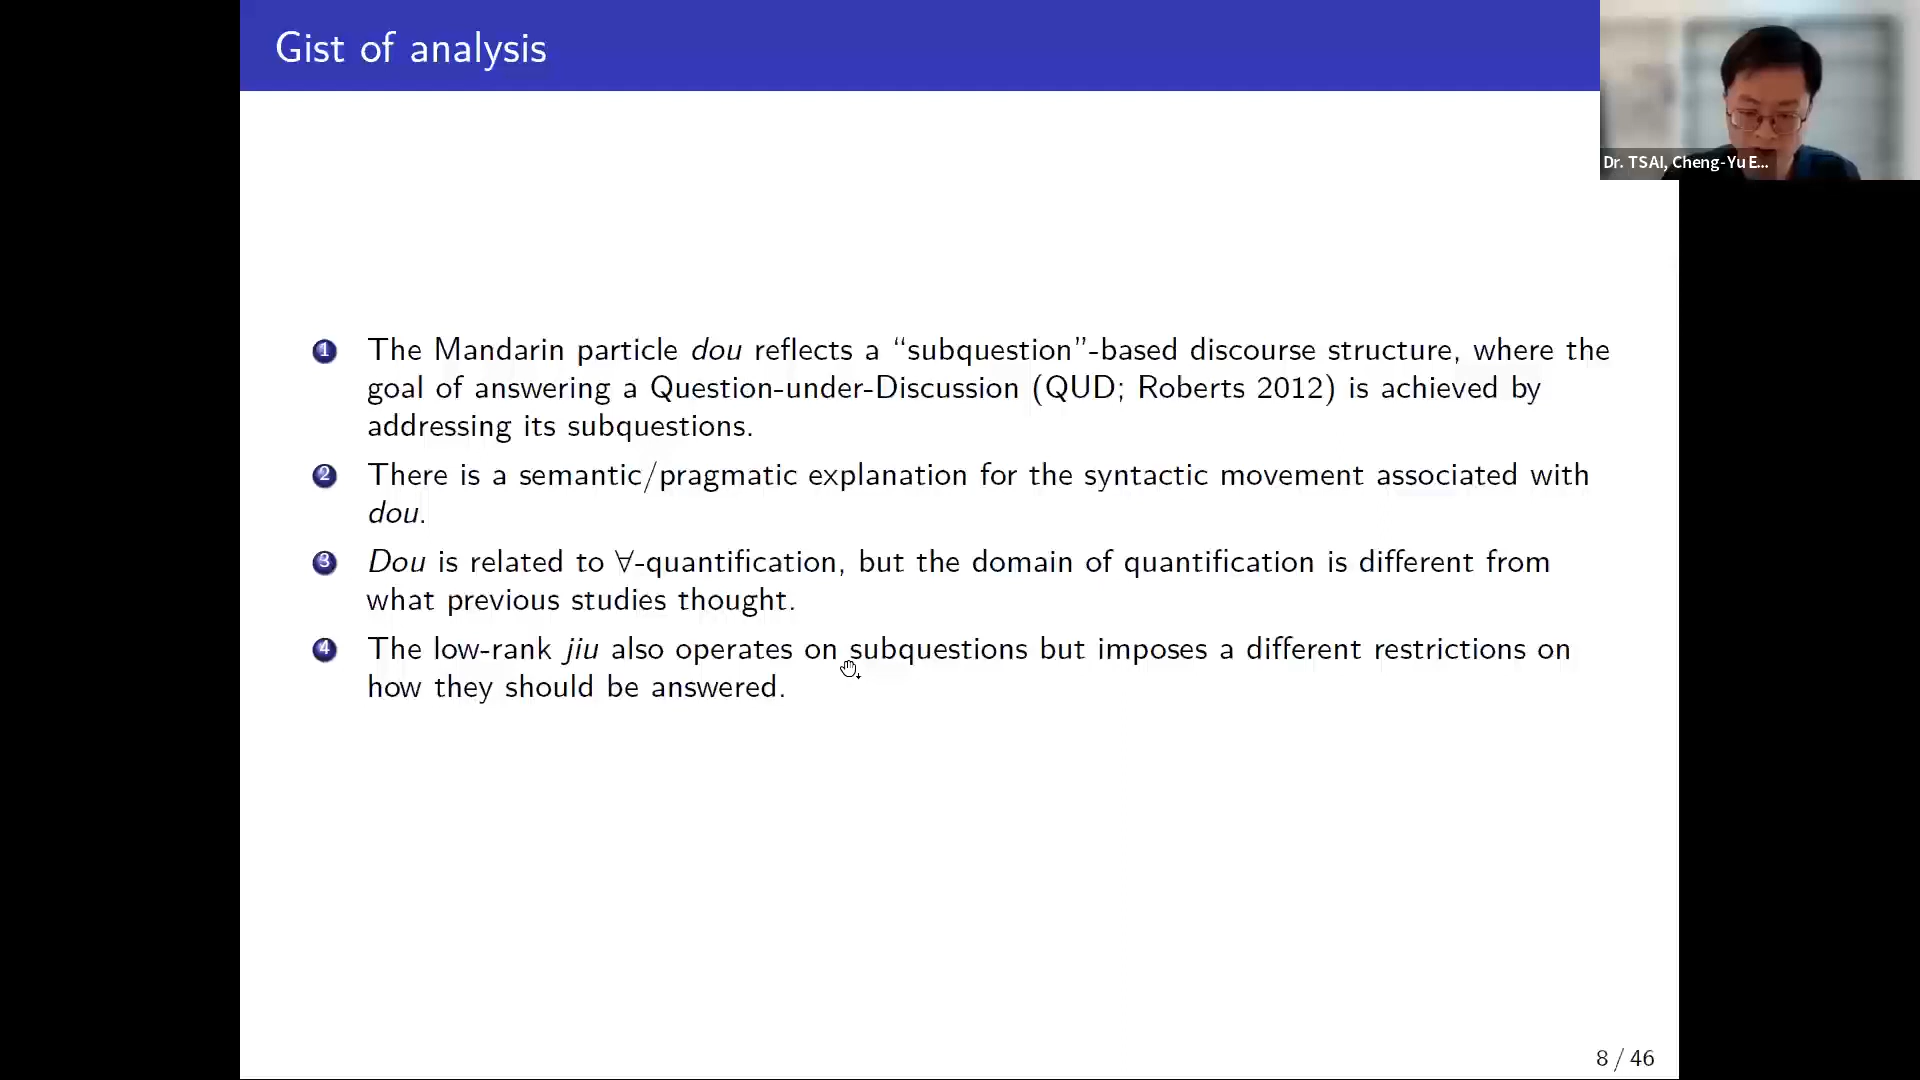 Gist of analysis
Dr. TSAI, Cheng-Yu E...
1 The Mandarin particle dou reflects a “subquestion”-based discourse structure, where the
goal of answering a Question-under-Discussion (QUD; Roberts 2012) is achieved by
addressing its subquestions.
2 There is a semantic/pragmatic explanation for the syntactic movement associated with
dou.
3 Dou is related to ∀-quantification, but the domain of quantification is different from
what previous studies thought.
4 The low-rank jiu also operates on subquestions but imposes a different restrictions on
how they should be answered.
8 / 46